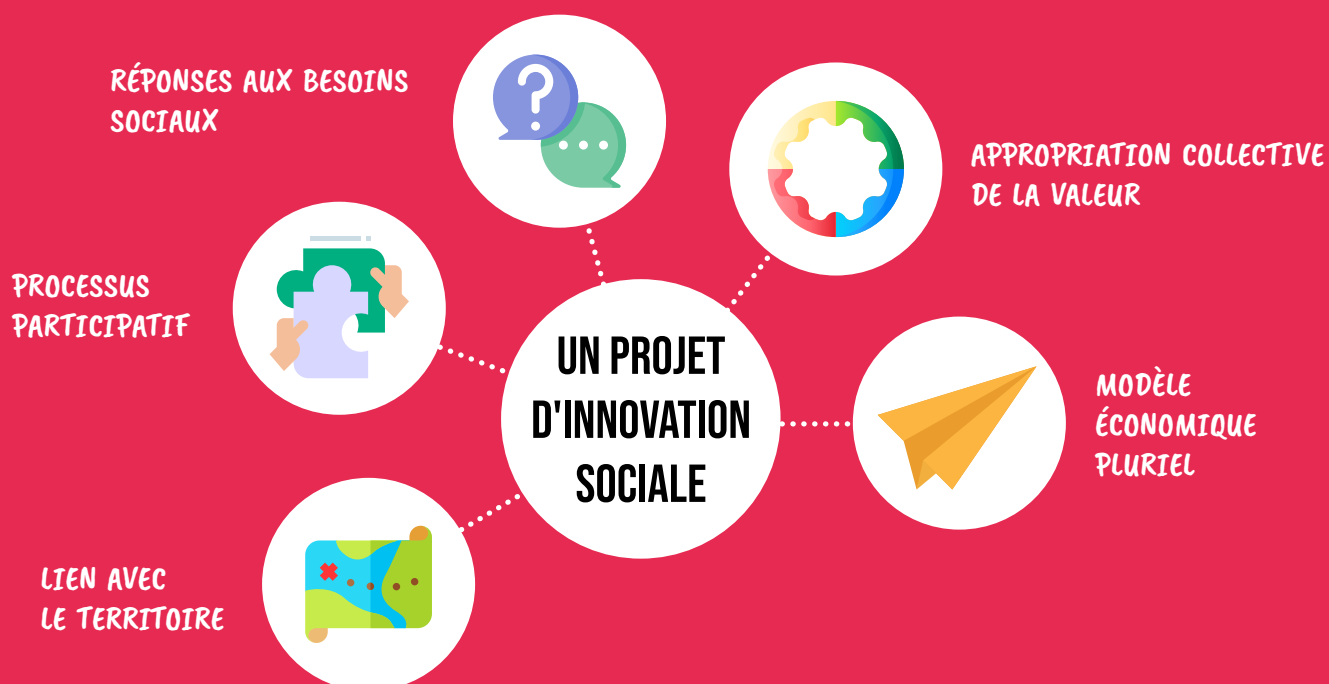 RÉPONSES AUX BESOINS
SOCIAUX
APPROPRIATION COLLECTIVE
DE LA VALEUR
PROCESSUS
PARTICIPATIF
UN PROJET
D'INNOVATION
SOCIALE
MODÈLE
ÉCONOMIQUE
PLURIEL
LIEN AVEC
LE TERRITOIRE